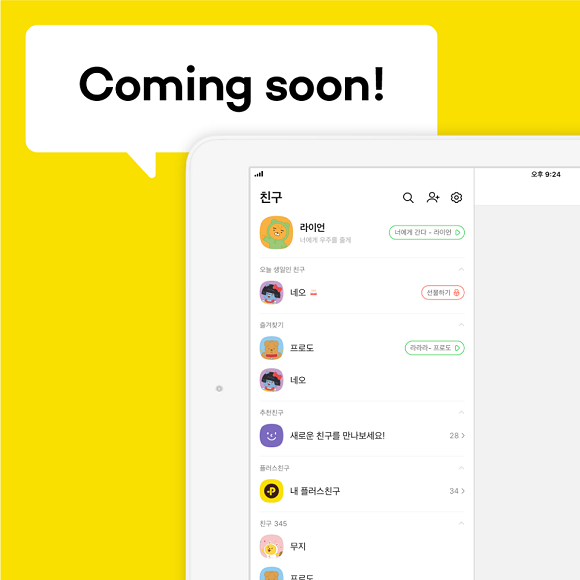 Coming soon!
오후 9:24
친구
라이언
너에게 우주를 줄게
너에게 간다 - 라이언
오늘 생일인 친구
네오
선물하기
즐겨찾기
프로도
라라라- 프로도
네오
추천친구
새로운 친구를 만나보세요!
28
플러스친구
내 플러스친구
34
친구 345
무지
프로도